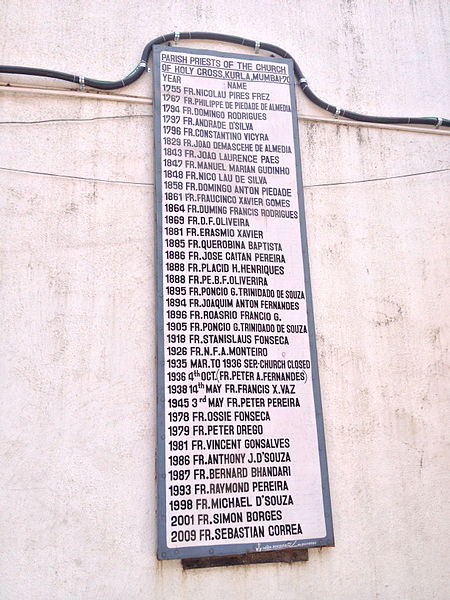 PARISH PRIESTS OF THE CHURCH
OF HOLY CROSS,KURLA,MUMBAI:70
YEAR NAME
1755 FR.NICOLAU PIRES FREZ
1767 FR.PHILIPPE DE PIEDADE DE ALMEDIA
1794 FR.DOMINGO RODRIGUES
1797 FR.ANDRADE D'SILVA
1796 FR.CONSTANTINO VICYRA
1829 FR.JOAO DEMASCEHE DE ALMEDIA
1843 FR.JOAO LAURENCE PAES
1847 FR.MANUEL MARIAN GUDINHO
1848 FR.NICO LAU DE SILVA
1858 FR.DOMINGO ANTON PIEDADE
1861 FR.FRAUCINCO XAVIER GOMES
1864 FR.DUMING FRANCIS RODRIGUES
1869 FR.D.F.OLIVEIRA
1881 FR.ERASMIO XAVIER
1885 FR.QUEROBINA BAPTISTA
1886 FR.JOSE CAITAN PEREIRA
1888 FR.PLACID H.HENRIQUES
1888 FR.PE.B.F.OLIVERIRA
1895 FR.PONCIO G.TRINIDADO DE SOUZA
1894 FR.JOAQUIM ANTON FERNANDES
1896 FR.ROASRIO FRANCIO G.
1905 FR.PONCIO G.TRINIDADO DE SOUZA
1918 FR.STANISLAUS FONSECA
1926 FR.N.F.A.MONTEIRO
1935 MAR.TO 1936 SEP.-CHURCH CLOSED
1936 4th OCT.(FR.PETER A.FERNANDES)
1938 14th MAY FR.FRANCIS X.VAZ
1945 3rd MAY FR.PETER PEREIRA
1978 FR.OSSIE FONSECA
1979 FR.PETER DREGO
1981 FR.VINCENT GONSALVES
1986 FR.ANTHONY J.D'SOUZA
1987 FR.BERNARD BHANDARI
1993 FR.RAYMOND PEREIRA
1998 FR.MICHAEL D'SOUZA
2001 FR.SIMON BORGES
2009 FR.SEBASTIAN CORREA